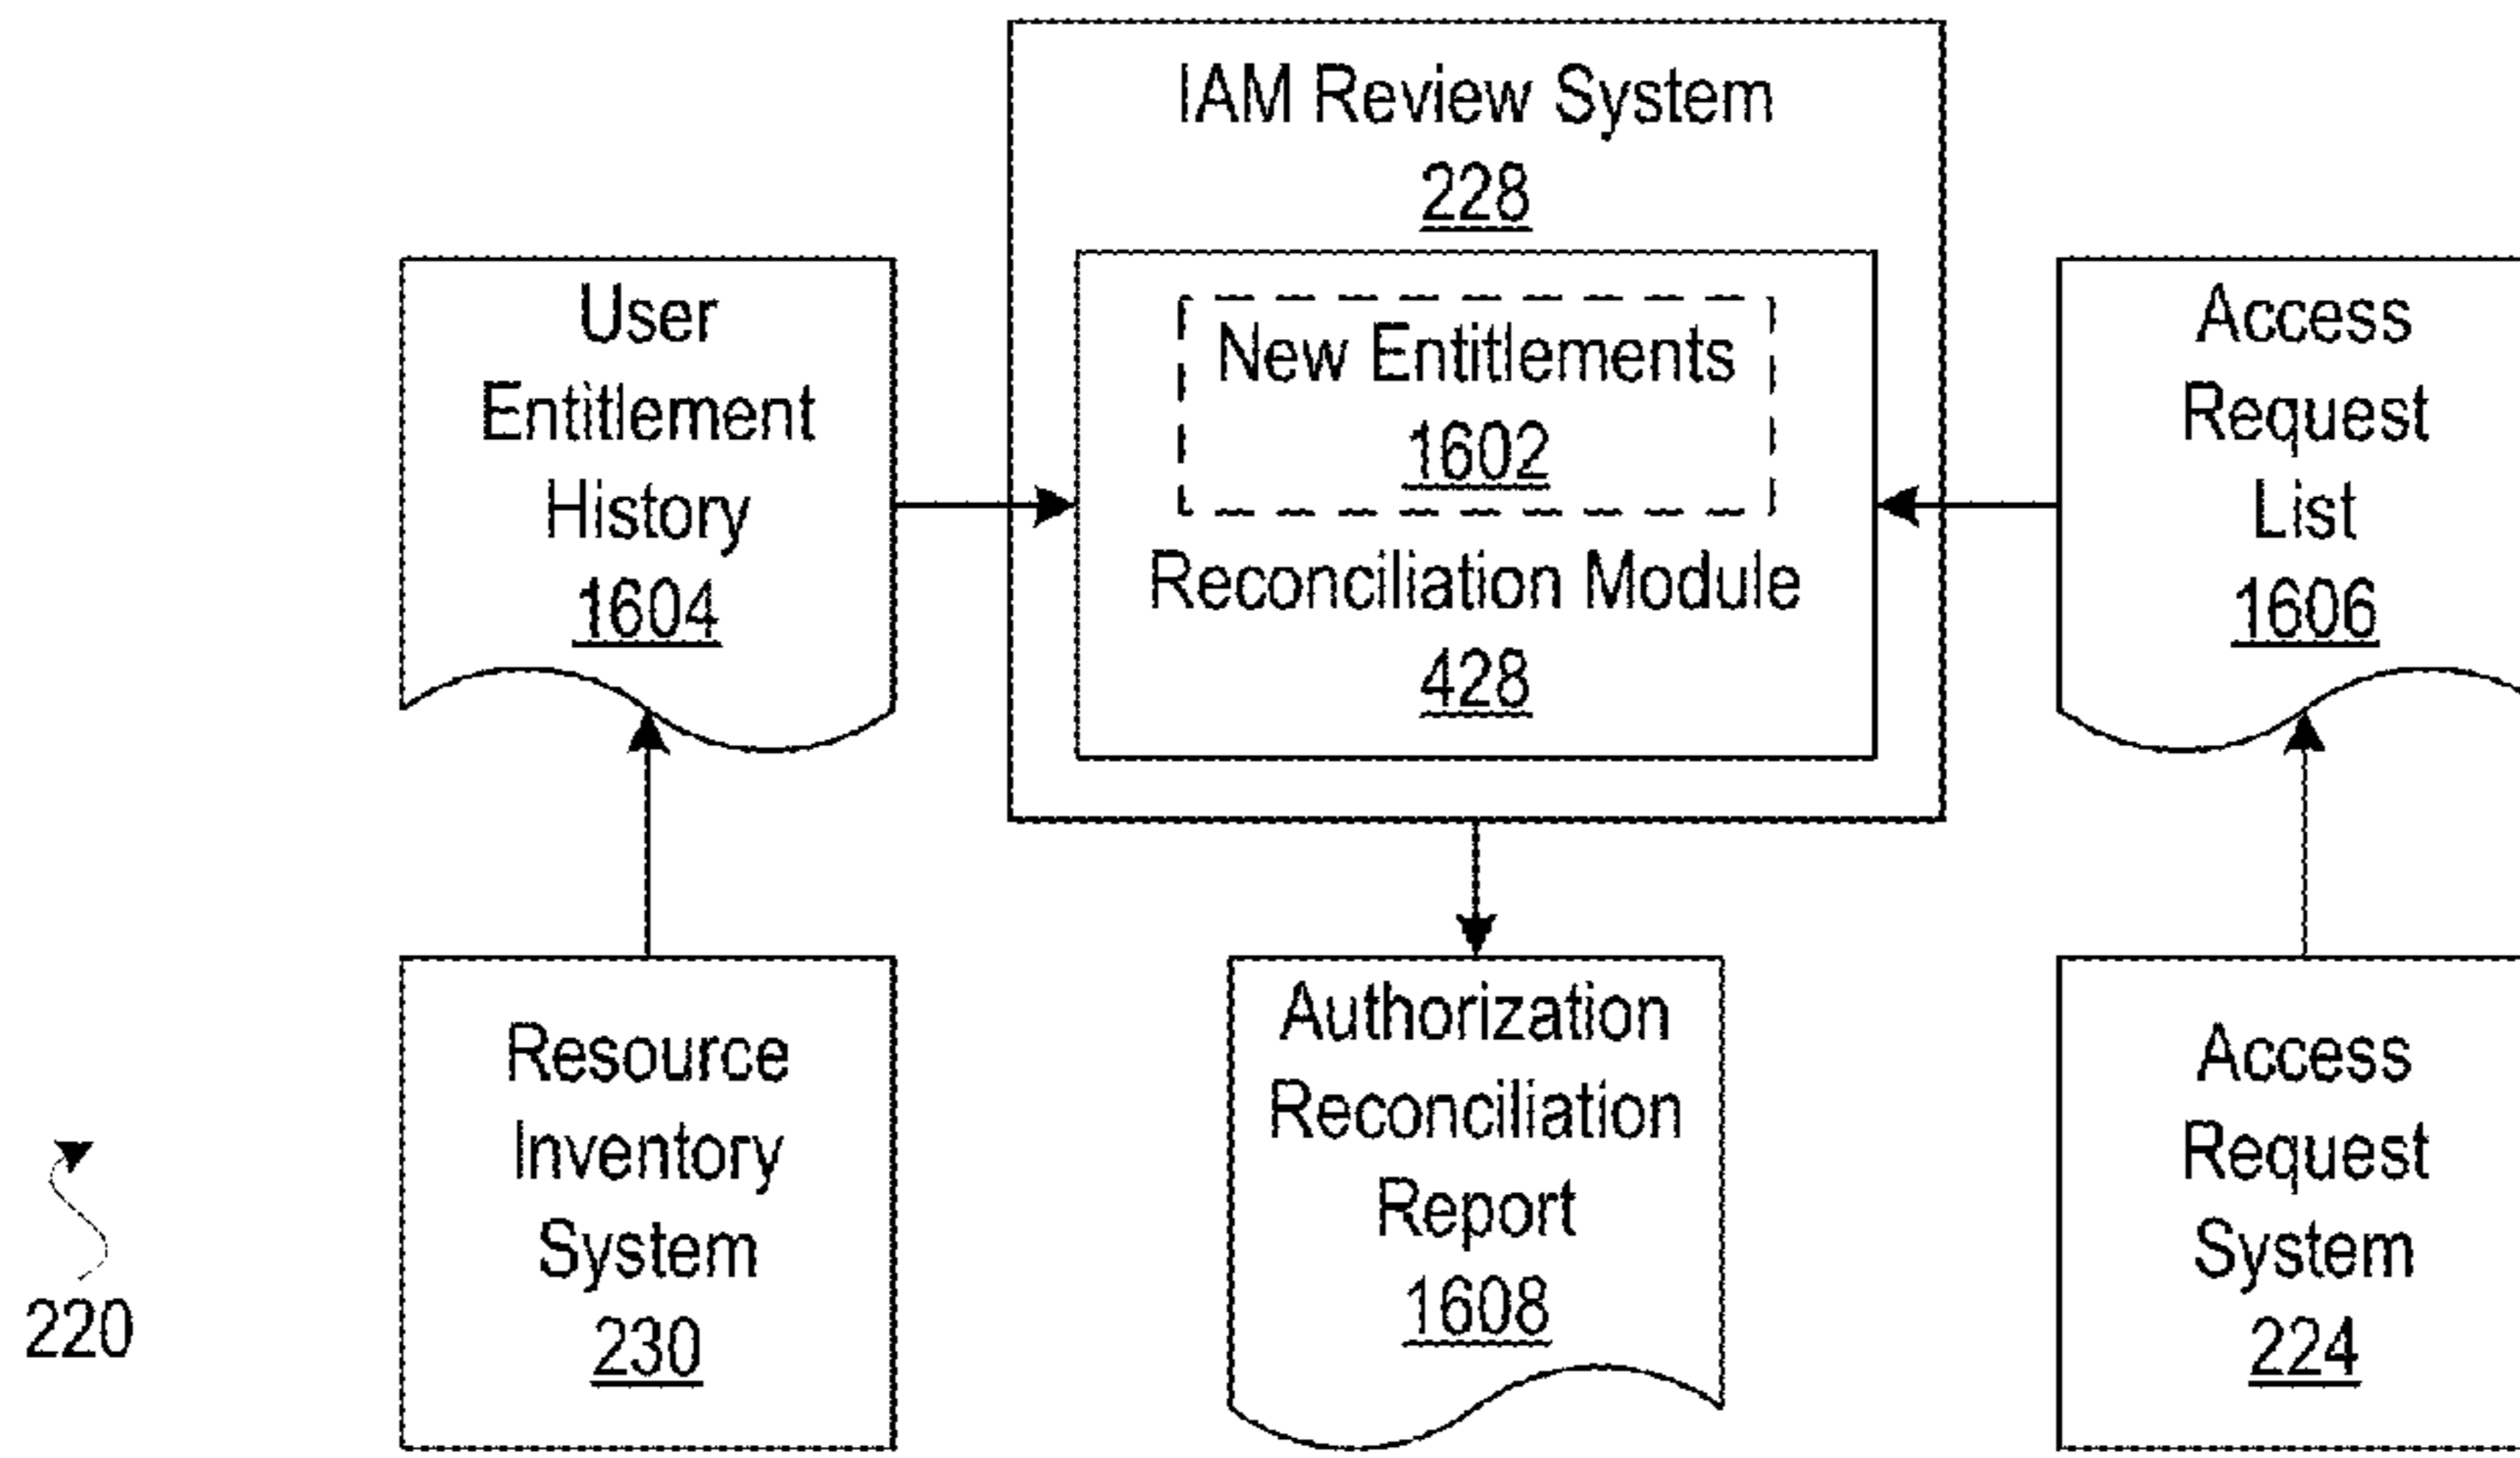 IAM Review System
228
User
Entitlement
History
1604
New Entitlements
1602
Reconciliation Module
428
Access
Request
List
1606
Resource
Inventory
System
230
Authorization
Reconciliation
Report
1608
Access
Request
System
224
220